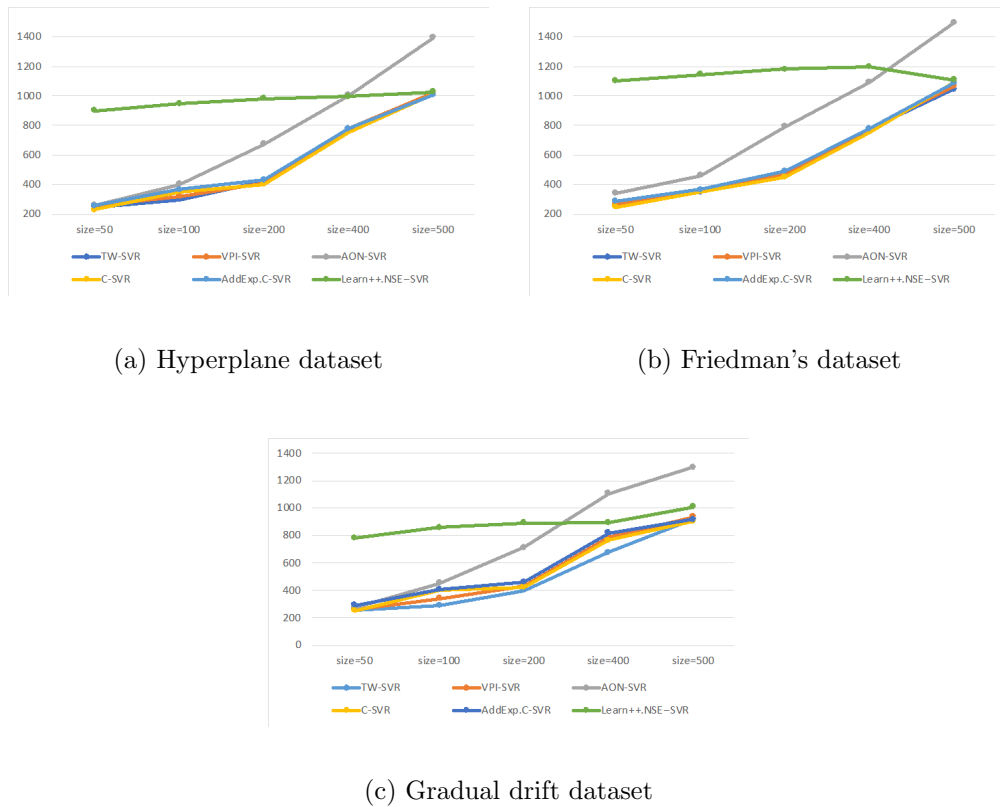 1400
1200
1000
800
600
400
200
size=50 size=100 size=200 size=400 size=500
TW-SVR VPI-SVR AON-SVR
C-SVR AddExp.C-SVR Learn++.NSE–SVR
(a) Hyperplane dataset
1400
1200
1000
800
600
400
200
size=50 size=100 size=200 size=400 size=500
TW-SVR VPI-SVR AON-SVR
C-SVR AddExp.C-SVR Learn++.NSE–SVR
(b) Friedman's dataset
1400
1200
1000
800
600
400
200
0
size=50 size=100 size=200 size=400 size=500
TW-SVR VPI-SVR AON-SVR
C-SVR AddExp.C-SVR Learn++.NSE–SVR
(c) Gradual drift dataset